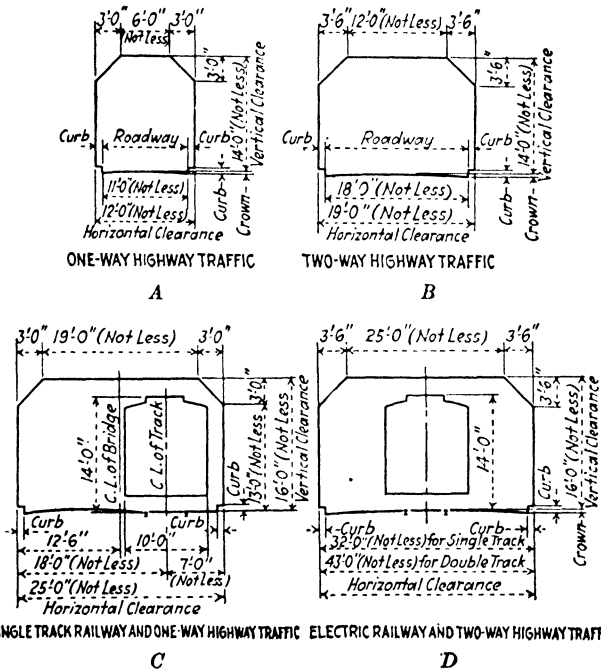 3'-0" 6'-0" 3'-0"
(Not Less)
3'-0"
14'-0" (Not Less)
Vertical Clearance
Curb Roadway Curb
11'-0" (Not Less)
12'-0" (Not Less)
Horizontal Clearance
Curb
Crown
ONE-WAY HIGHWAY TRAFFIC
A
3'-6" 12'-0" (Not Less) 3'-6"
3'-6"
14'-0" (Not Less)
Vertical Clearance
Curb Roadway Curb
18'-0" (Not Less)
19'-0" (Not Less)
Horizontal Clearance
Curb
Crown
TWO-WAY HIGHWAY TRAFFIC
B
3'-0" 19'-0" (Not Less) 3'-0"
3'-0"
14'-0"
C.L. of Bridge
C.L. of Track
Curb
13'-0" (Not Less
16'-0" (Not Less
Vertical Clearance
Curb Curb
12'-6" 10'-0"
18'-0" (Not Less) 7'-0"
(Not Less)
25'-0" (Not Less)
Horizontal Clearance
NGLE TRACK RAILWAY AND ONE-WAY HIGHWAY TRAFFIC
C
3'-6" 25'-0" (Not Less) 3'-6"
3'-6"
14'-0"
Curb
16'-0" (Not Less)
Vertical Clearance
Curb Curb
32'-0" (Not Less) for Single Track
43'-0" (Not Less) for Double Track
Horizontal Clearance
Crown
ELECTRIC RAILWAY AND TWO-WAY HIGHWAY TRAFF
D